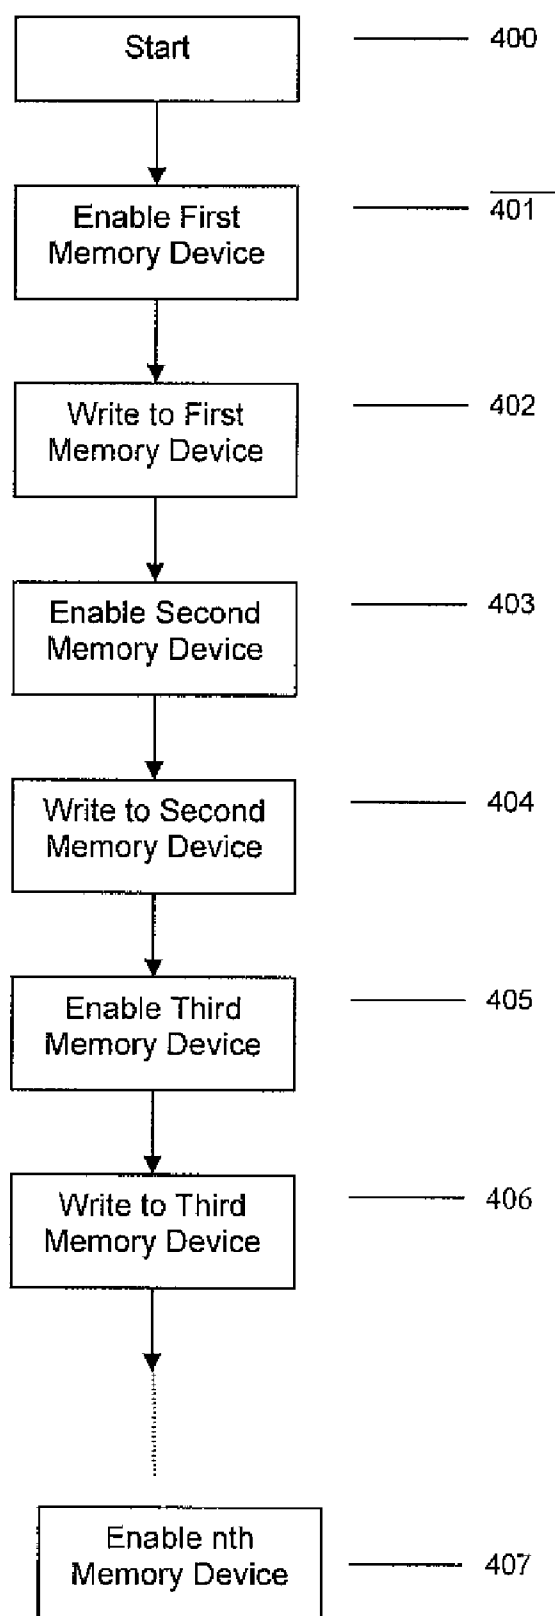 Start
400
Enable First
Memory Device
401
Write to First
Memory Device
402
Enable Second
Memory Device
403
Write to Second
Memory Device
404
Enable Third
Memory Device
405
Write to Third
Memory Device
406
Enable nth
Memory Device
407